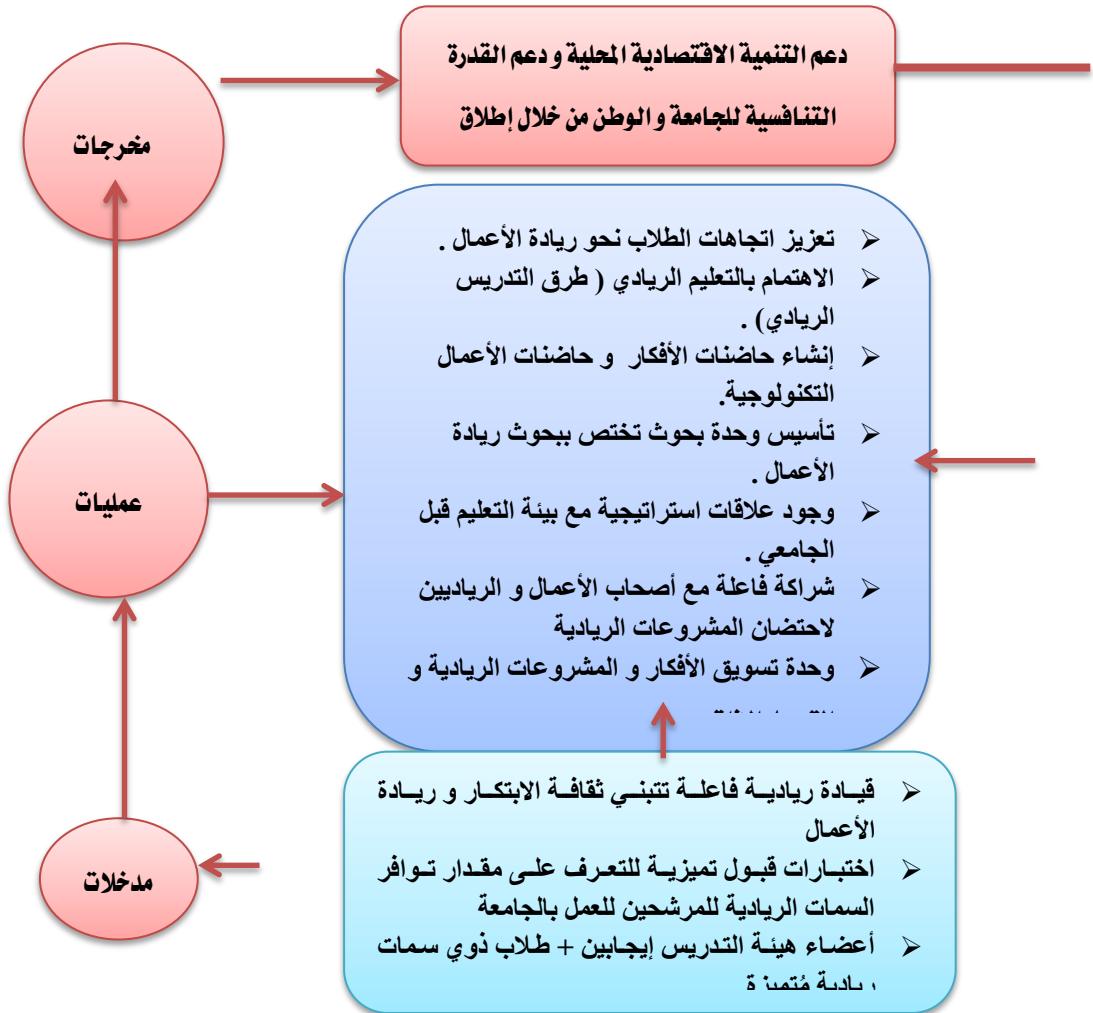 دعم التنمية الاقتصادية المحلية و دعم القدرة
التنافسية للجامعة و الوطن من خلال إطلاق
مخرجات
تعزيز اتجاهات الطلاب نحو ريادة الأعمال .
الاهتمام بالتعليم الريادي ( طرق التدريس
الريادي) .
إنشاء حاضنات الأفكار و حاضنات الأعمال
التكنولوجية.
تأسيس وحدة بحوث تختص ببحوث ريادة
الأعمال .
وجود علاقات استراتيجية مع بيئة التعليم قبل
الجامعي .
شراكة فاعلة مع أصحاب الأعمال و الرياديين
لاحتضان المشروعات الريادية
وحدة تسويق الأفكار و المشروعات الريادية و
عمليات
قيادة ريادية فاعلة تتبني ثقافة الابتكار و ريادة
الأعمال
اختبارات قبول تميزية للتعرف على مقدار توافر
السمات الريادية للمرشحين للعمل بالجامعة
أعضاء هيئة التدريس إيجابين + طلاب ذوي سمات
ريادية مُتميزة
مدخلات